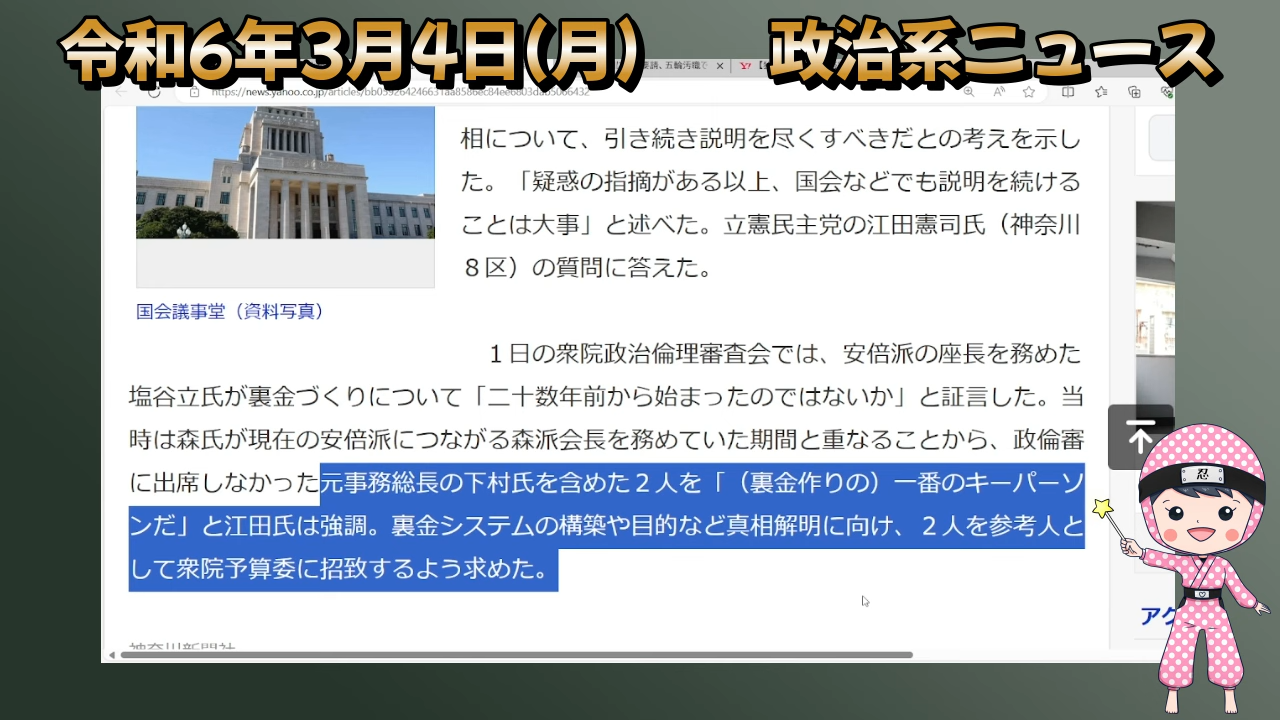 令和6年3月4日(月)　政治系ニュース
https://news.yahoo.co.jp/articles/
相について、引き続き説明を尽くすべきだとの考えを示し
た。「疑惑の指摘がある以上、国会などでも説明を続ける
ことは大事」と述べた。立憲民主党の江田憲司氏（神奈川
８区）の質問に答えた。
国会議事堂（資料写真）
１日の衆院政治倫理審査会では、安倍派の座長を務めた
塩谷立氏が裏金づくりについて「二十数年前から始まったのではないか」と証言した。当
時は森氏が現在の安倍派につながる森派会長を務めていた期間と重なることから、政倫審
に出席しなかった元事務総長の下村氏を含めた２人を「（裏金作りの）一番のキーパーソ
ンだ」と江田氏は強調。裏金システムの構築や目的など真相解明に向け、２人を参考人と
して衆院予算委に招致するよう求めた。
神奈川新聞社
忍
アク